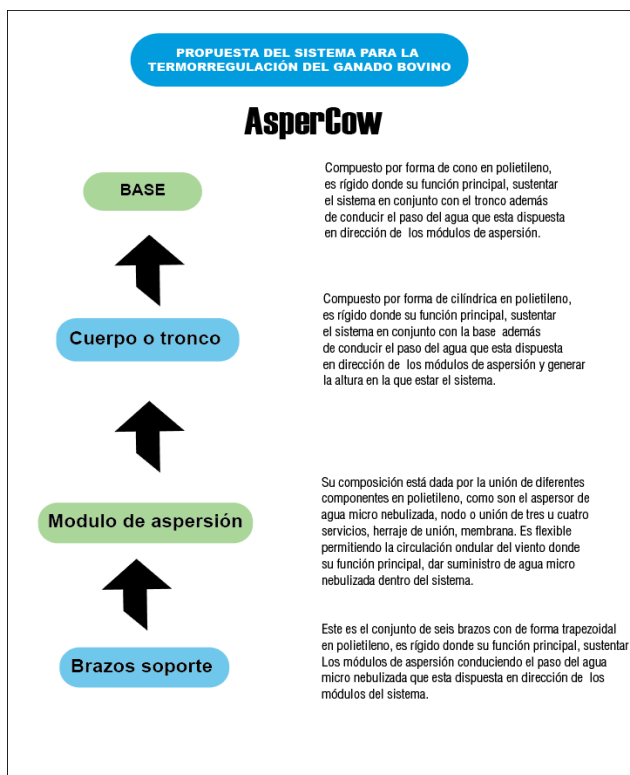 PROPUESTA DEL SISTEMA PARA LA
TERMORREGULACIÓN DEL GANADO BOVINO
AsperCow
BASE
Compuesto por forma de cono en polietileno,
es rígido donde su función principal, sustentar
el sistema en conjunto con el tronco además
de conducir el paso del agua que esta dispuesta
en dirección de los módulos de aspersión.
Cuerpo o tronco
Compuesto por forma de cilíndrica en polietileno,
es rígido donde su función principal, sustentar
el sistema en conjunto con la base además
de conducir el paso del agua que esta dispuesta
en dirección de los módulos de aspersión y generar
la altura en la que estar el sistema.
Modulo de aspersión
Su composición está dada por la unión de diferentes
componentes en polietileno, como son el aspersor de
agua micro nebulizada, nodo o unión de tres u cuatro
servicios, herraje de unión, membrana. Es flexible
permitiendo la circulación ondular del viento donde
su función principal, dar suministro de agua micro
nebulizada dentro del sistema.
Brazos soporte
Este es el conjunto de seis brazos con de forma trapezoidal
en polietileno, es rígido donde su función principal, sustentar
Los módulos de aspersión conduciendo el paso del agua
micro nebulizada que esta dispuesta en dirección de los
módulos del sistema.